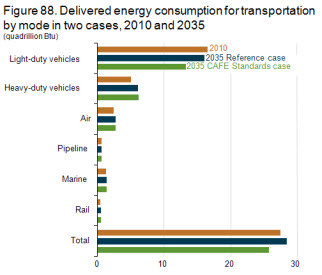 Figure 88. Delivered energy consumption for transportation
by mode in two cases, 2010 and 2035
(quadrillion Btu)
Light-duty vehicles
2010
2035 Reference case
2035 CAFE Standards case
Heavy-duty vehicles
Air
Pipeline
Marine
Rail
Total
0
10
20
30